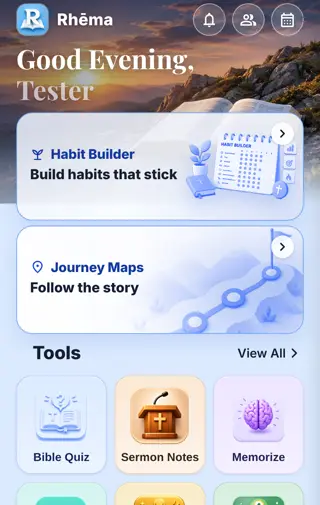 Rhēma
Good Evening,
Tester
Habit Builder
Build habits that stick
HABIT BUILDER
Journey Maps
Follow the story
Tools
View All
Bible Quiz
Sermon Notes
Memorize